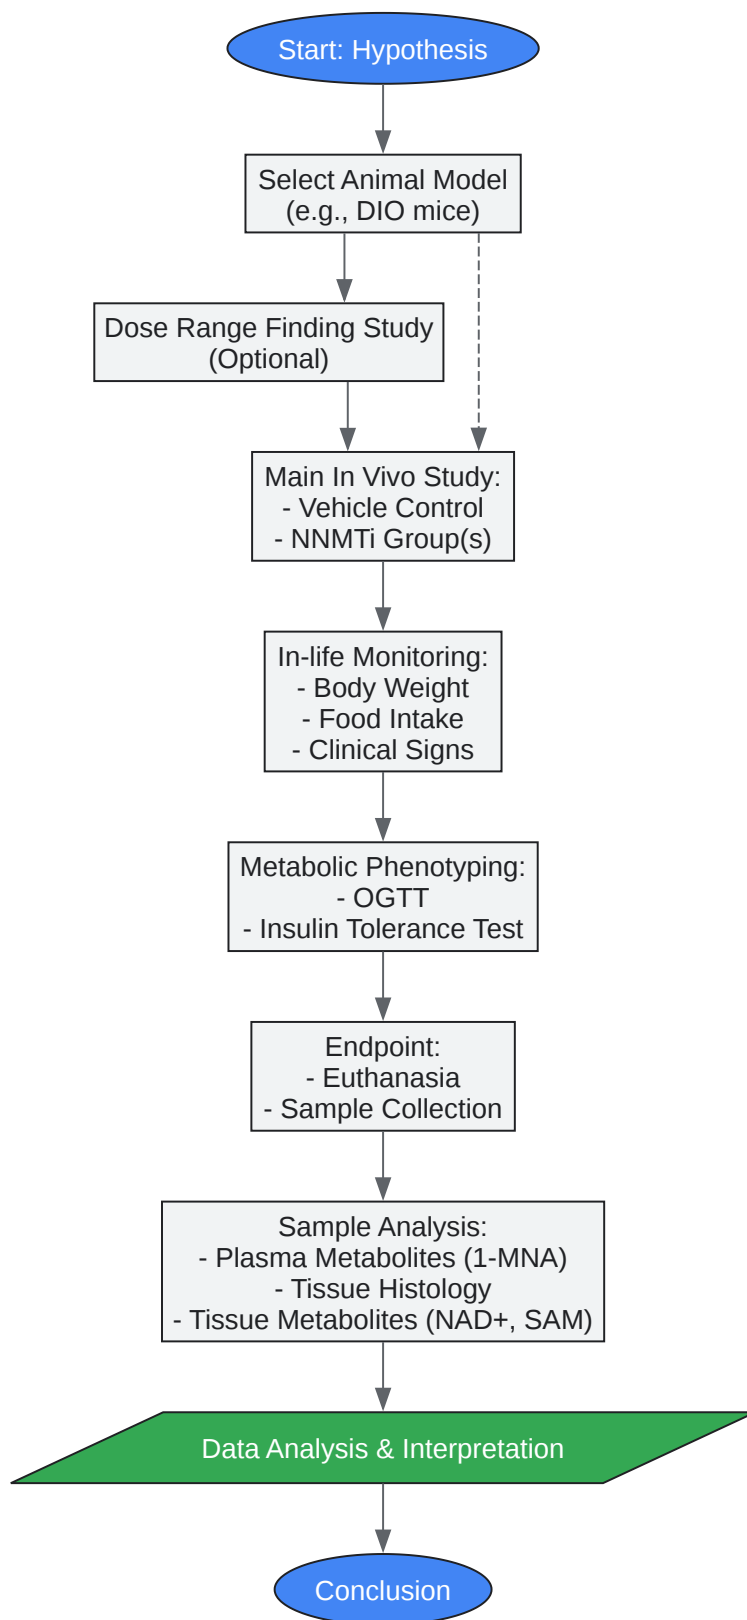 Start: Hypothesis
Select Animal Model
(e.g., DIO mice)
Dose Range Finding Study
(Optional)
Main In Vivo Study:
- Vehicle Control
- NNMTi Group(s)
In-life Monitoring:
- Body Weight
- Food Intake
- Clinical Signs
Metabolic Phenotyping:
- OGTT
- Insulin Tolerance Test
Endpoint:
- Euthanasia
- Sample Collection
Sample Analysis:
- Plasma Metabolites (1-MNA)
- Tissue Histology
- Tissue Metabolites (NAD+, SAM)
Data Analysis & Interpretation
Conclusion